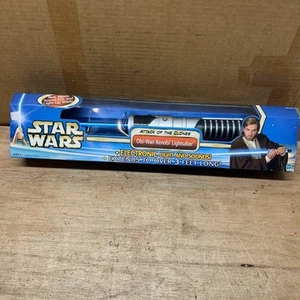 STAR
WARS
ATTACK OF THE CLONES
Obi-Wan Kenobi Lightsaber
• ELECTRONIC LIGHT AND SOUNDS!
• EXTENDS TO OVER 3 FEET LONG!